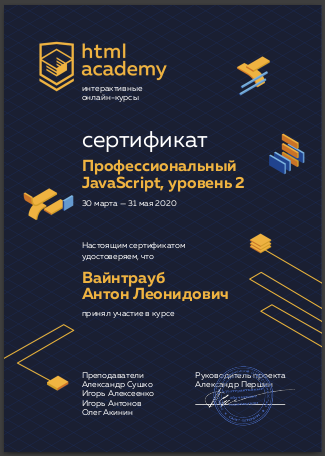 html
academy
интерактивные
онлайн-курсы
сертификат
Профессиональный
JavaScript, уровень 2
30 марта — 31 мая 2020
Настоящим сертификатом
удостоверяем, что
Вайнтрауб
Антон Леонидович
принял участие в курсе
Преподаватели
Александр Сушко
Игорь Алексеенко
Игорь Антонов
Олег Акинин
Руководитель проекта
Александр Першин